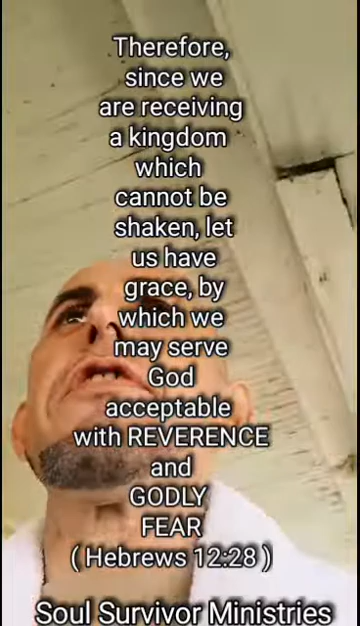 Therefore,
since we
are receiving
a kingdom
which
cannot be
shaken, let
us have
grace, by
which we
may serve
God
acceptable
with REVERENCE
and
GODLY
FEAR
( Hebrews 12:28 )
Soul Survivor Ministries